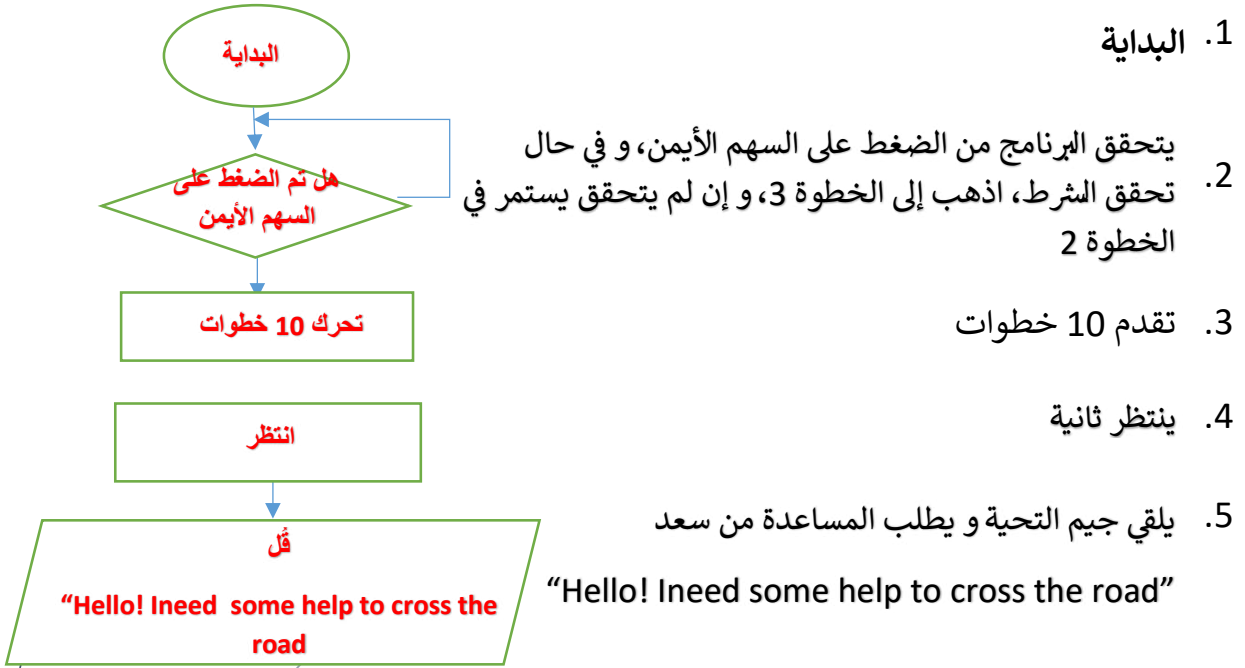 1. البداية
2. يتحقق البرنامج من الضغط على السهم الأيمن، و في حال
تحقق الشرط، اذهب إلى الخطوة 3، و إن لم يتحقق يستمر في
الخطوة 2
3. تقدم 10 خطوات
4. ينتظر ثانية
5. يلقي جيم التحية و يطلب المساعدة من سعد
“Hello! Ineed some help to cross the road”
البداية
هل تم الضغط على
السهم الأيمن
تحرك 10 خطوات
انتظر
قُل
“Hello! Ineed some help to cross the
road